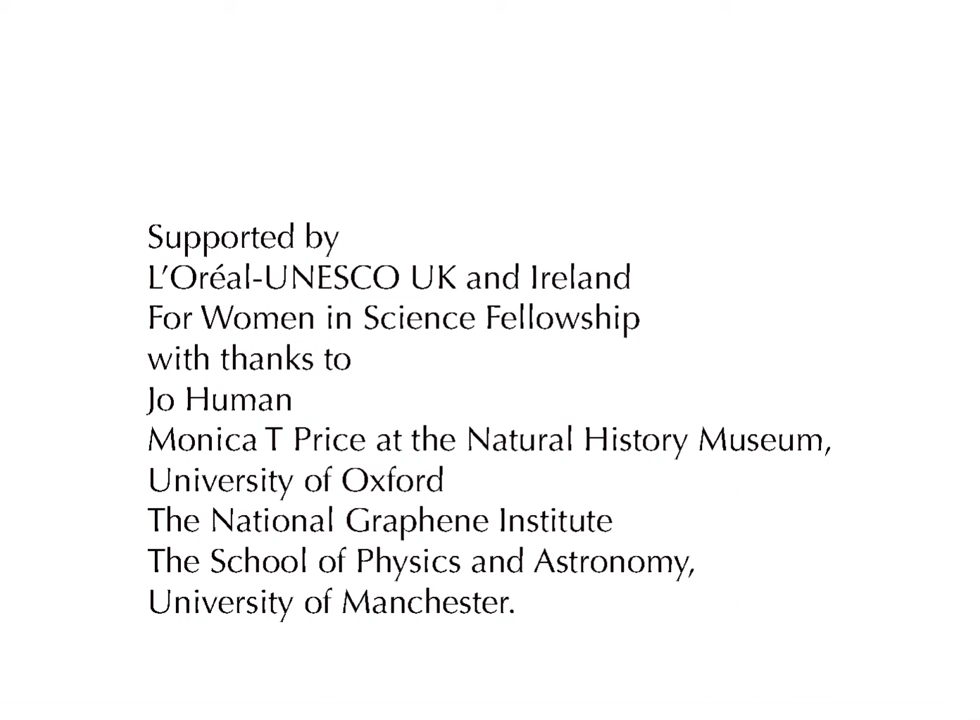 Supported by
L’Oréal-UNESCO UK and Ireland
For Women in Science Fellowship
with thanks to
Jo Human
Monica T Price at the Natural History Museum,
University of Oxford
The National Graphene Institute
The School of Physics and Astronomy,
University of Manchester.